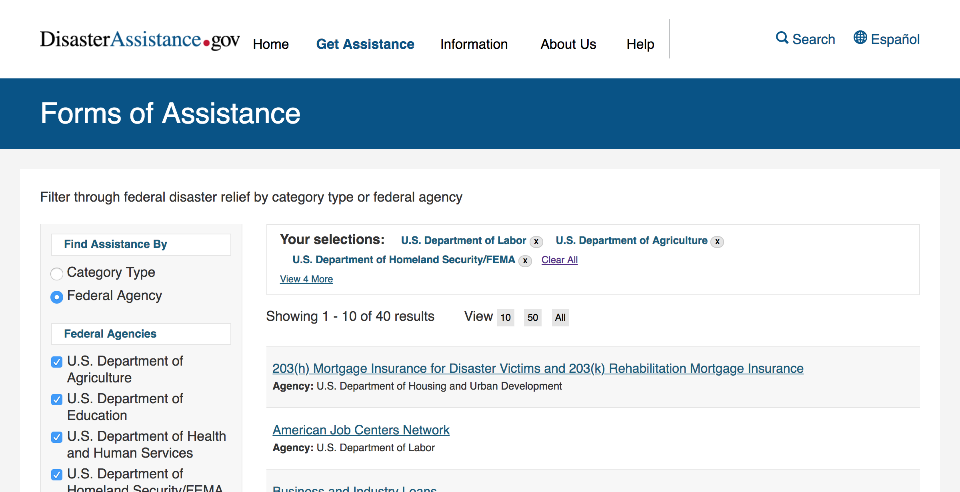 DisasterAssistance.gov Home Get Assistance Information About Us Help Search Español
Forms of Assistance
Filter through federal disaster relief by category type or federal agency
Find Assistance By
Category Type
Federal Agency
Federal Agencies
U.S. Department of
Agriculture
U.S. Department of
Education
U.S. Department of Health
and Human Services
U.S. Department of
Homeland Security/FEMA
Your selections: U.S. Department of Labor x U.S. Department of Agriculture x
U.S. Department of Homeland Security/FEMA x Clear All
View 4 More
Showing 1 - 10 of 40 results View 10 50 All
203(h) Mortgage Insurance for Disaster Victims and 203(k) Rehabilitation Mortgage Insurance
Agency: U.S. Department of Housing and Urban Development
American Job Centers Network
Agency: U.S. Department of Labor
Business and Industry Loans